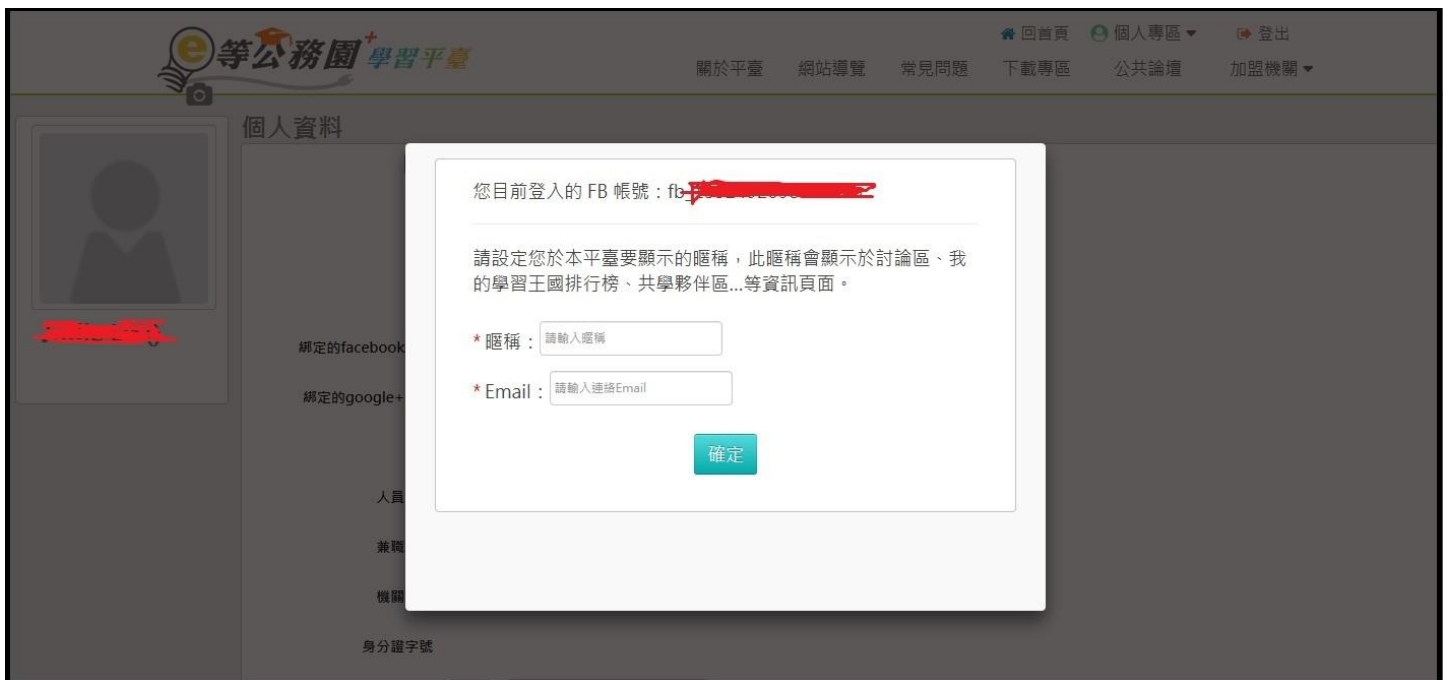 e等公務園+學習平臺
回首頁 個人專區 登出
關於平臺 網站導覽 常見問題 下載專區 公共論壇 加盟機關
個人資料
您目前登入的 FB 帳號：fb_
請設定您於本平臺要顯示的暱稱，此暱稱會顯示於討論區、我
的學習王國排行榜、共學夥伴區...等資訊頁面。
*暱稱： 請輸入暱稱
*Email： 請輸入連絡Email
確定
綁定的facebook
綁定的google+
人員
兼職
機關
身分證字號